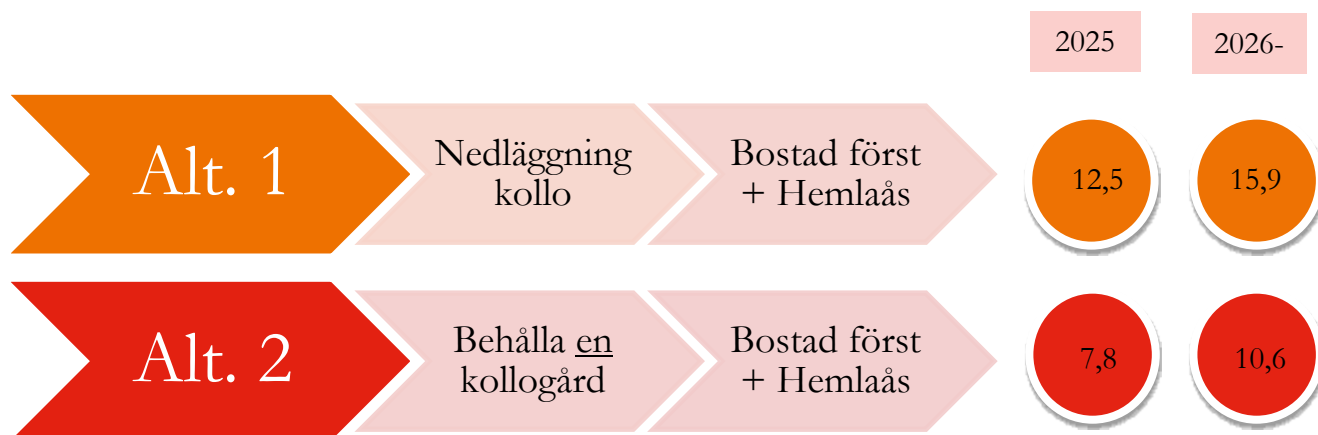 2025 2026-
Alt. 1
Nedläggning
kollo
Bostad först
+ Hemlaås
12,5
15,9
Alt. 2
Behålla en
kollogård
Bostad först
+ Hemlaås
7,8
10,6